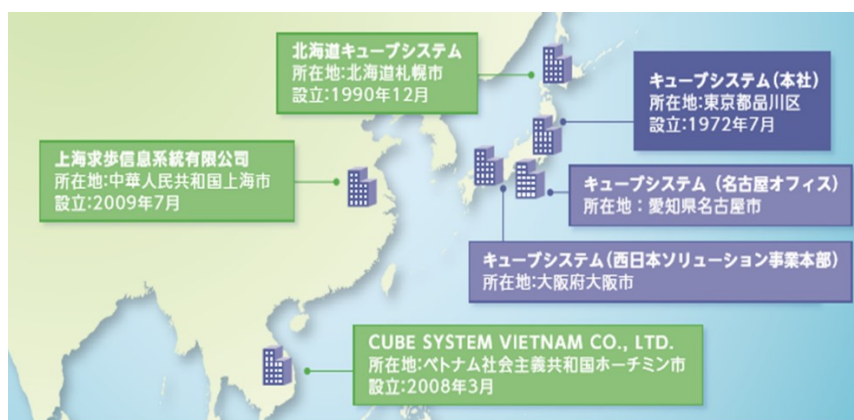 北海道キューブシステム
所在地:北海道札幌市
設立:1990年12月
キューブシステム(本社)
所在地:東京都品川区
設立:1972年7月
上海求歩信息系統有限公司
所在地:中華人民共和国上海市
設立:2009年7月
キューブシステム（名古屋オフィス）
所在地：愛知県名古屋市
キューブシステム(西日本ソリューション事業本部)
所在地:大阪府大阪市
CUBE SYSTEM VIETNAM CO., LTD.
所在地:ベトナム社会主義共和国ホーチミン市
設立:2008年3月